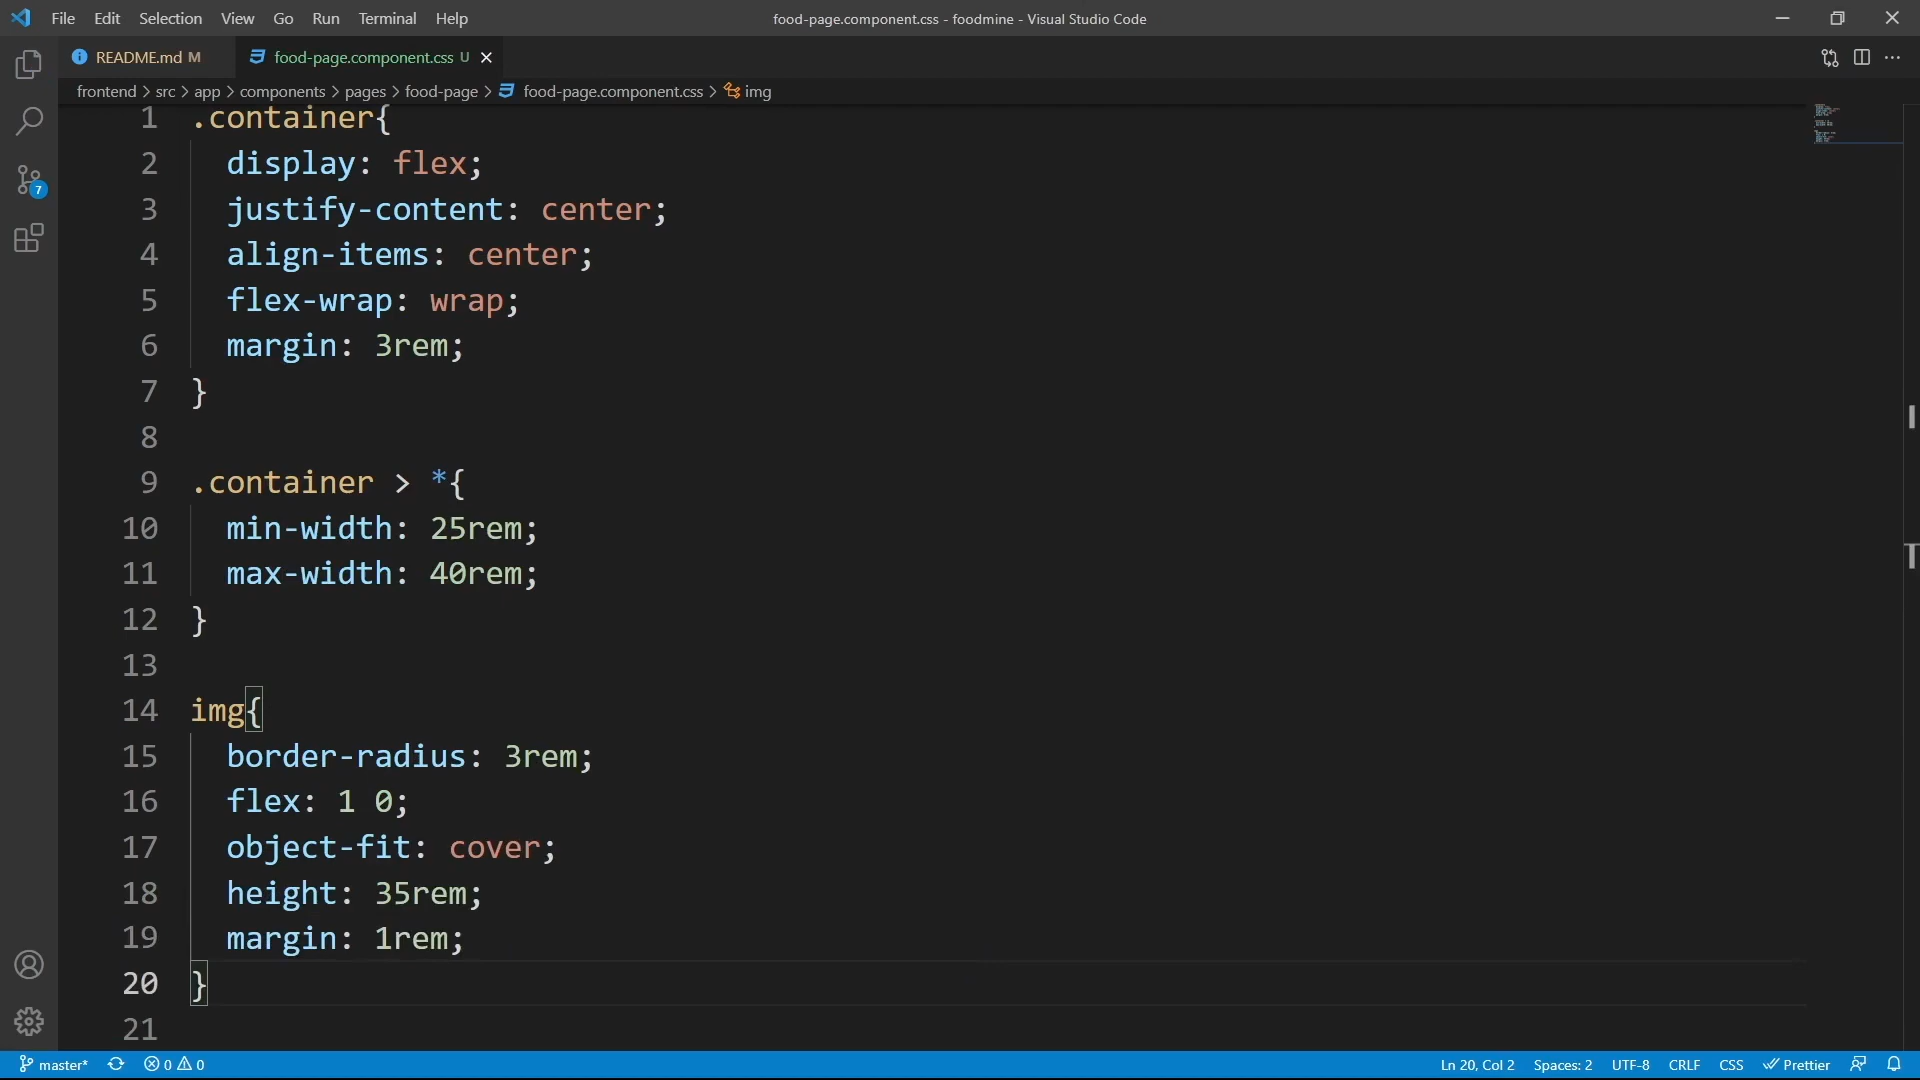 File Edit Selection View Go Run Terminal Help
food-page.component.css - foodmine - Visual Studio Code
README.md M
food-page.component.css U
frontend > src > app > components > pages > food-page > food-page.component.css > img
1 .container{
2 display: flex;
3 justify-content: center;
4 align-items: center;
5 flex-wrap: wrap;
6 margin: 3rem;
7 }
8
9 .container > *{
10 min-width: 25rem;
11 max-width: 40rem;
12 }
13
14 img{
15 border-radius: 3rem;
16 flex: 1 0;
17 object-fit: cover;
18 height: 35rem;
19 margin: 1rem;
20 }
21
7
master* 0 0 Ln 20, Col 2 Spaces: 2 UTF-8 CRLF CSS Prettier